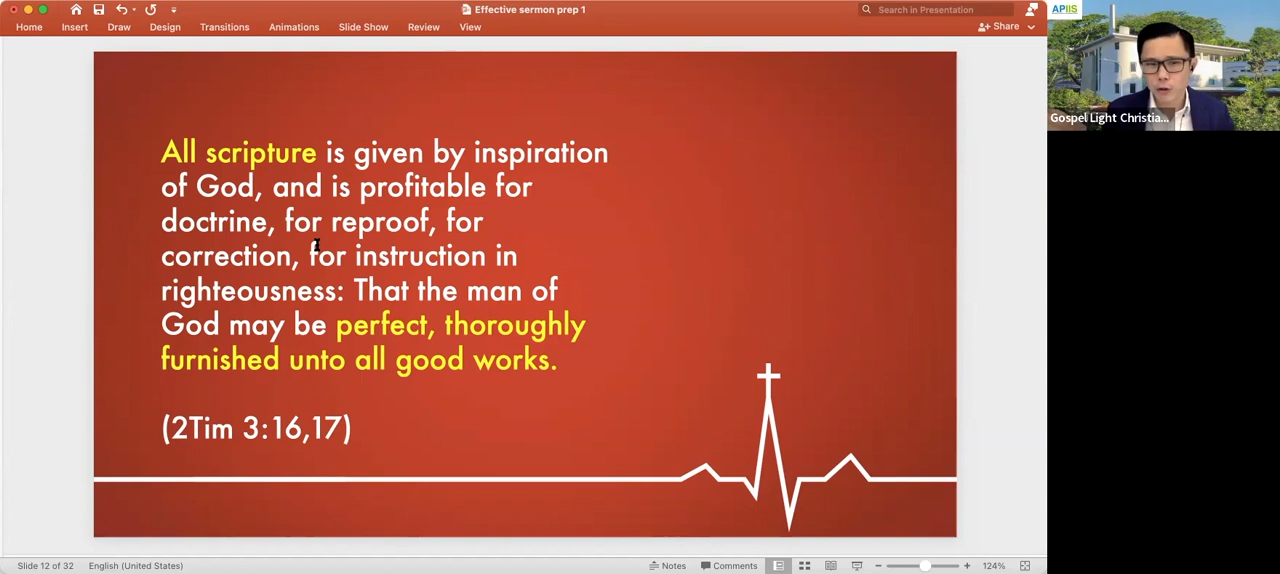 Effective sermon prep 1
Search in Presentation
Home Insert Draw Design Transitions Animations Slide Show Review View
Share
All scripture is given by inspiration
of God, and is profitable for
doctrine, for reproof, for
correction, for instruction in
righteousness: That the man of
God may be perfect, thoroughly
furnished unto all good works.
(2Tim 3:16,17)
Slide 12 of 32 English (United States)
Notes Comments 124%
APIIS
Gospel Light Christia...